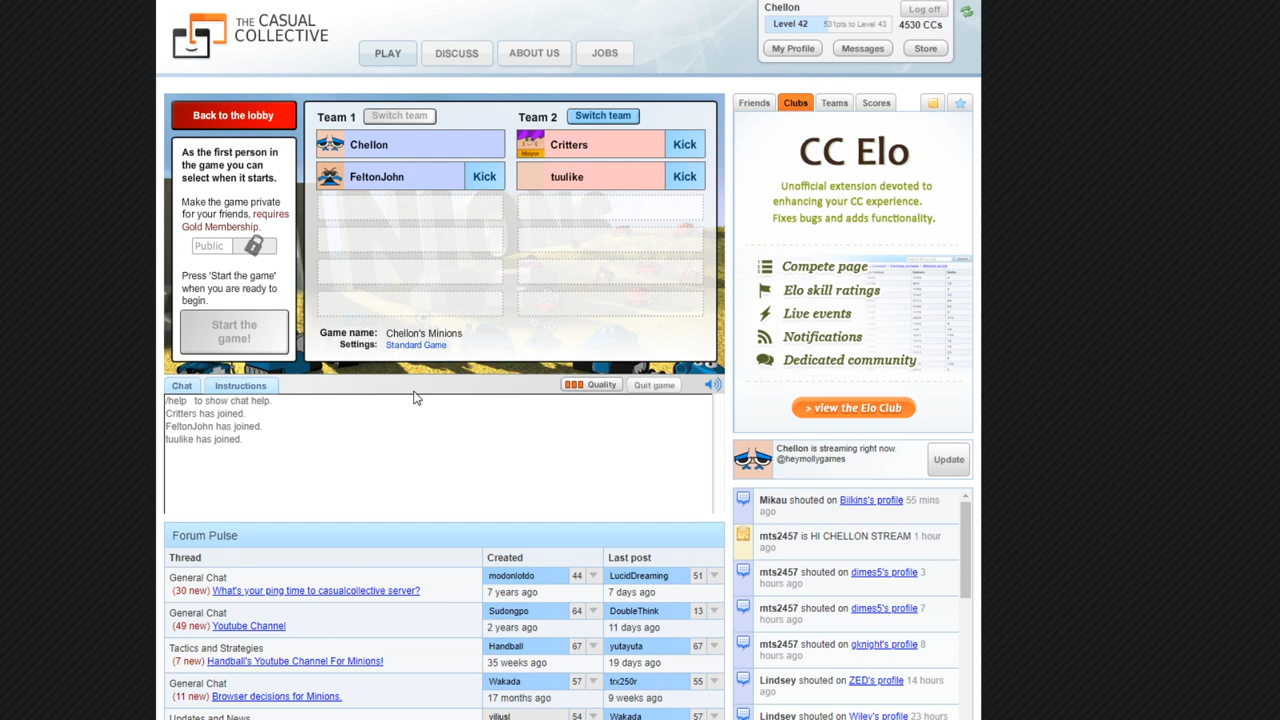 THE CASUAL
COLLECTIVE
PLAY
DISCUSS
ABOUT US
JOBS
Chellon
Log off
Level 42
531pts to Level 43
4530 CCs
My Profile
Messages
Store
Back to the lobby
As the first person in
the game you can
select when it starts.
Make the game private
for your friends, requires
Gold Membership.
Public
Press 'Start the game'
when you are ready to
begin.
Start the
game!
Team 1
Switch team
Team 2
Switch team
Chellon
Critters
Mayor
Kick
FeltonJohn
Kick
tuulike
Kick
Game name: Chellon's Minions
Settings: Standard Game
Chat
Instructions
Quality
Quit game
/help to show chat help.
Critters has joined.
FeltonJohn has joined.
tuulike has joined.
Friends
Clubs
Teams
Scores
CC Elo
Unofficial extension devoted to
enhancing your CC experience.
Fixes bugs and adds functionality.
Compete page
Elo skill ratings
Live events
Notifications
Dedicated community
> view the Elo Club
Chellon is streaming right now.
@heymollygames
Update
Mikau shouted on Bilkins's profile 55 mins
ago
mts2457 is HI CHELLON STREAM 1 hour
ago
mts2457 shouted on dimes5's profile 3
hours ago
mts2457 shouted on dimes5's profile 7
hours ago
mts2457 shouted on gknight's profile 8
hours ago
Lindsey shouted on ZED's profile 14 hours
ago
Lindsey shouted on Wiley's profile 23 hours
Forum Pulse
Thread
Created
Last post
General Chat
(30 new) What's your ping time to casualcollective server?
modonlotdo 44
7 years ago
LucidDreaming 51
7 days ago
General Chat
(49 new) Youtube Channel
Sudongpo 64
2 years ago
DoubleThink 13
11 days ago
Tactics and Strategies
(7 new) Handball's Youtube Channel For Minions!
Handball 67
35 weeks ago
yutayuta 67
19 days ago
General Chat
(11 new) Browser decisions for Minions.
Wakada 57
17 months ago
trx250r 55
9 weeks ago
Updates and News
54
Wakada 57